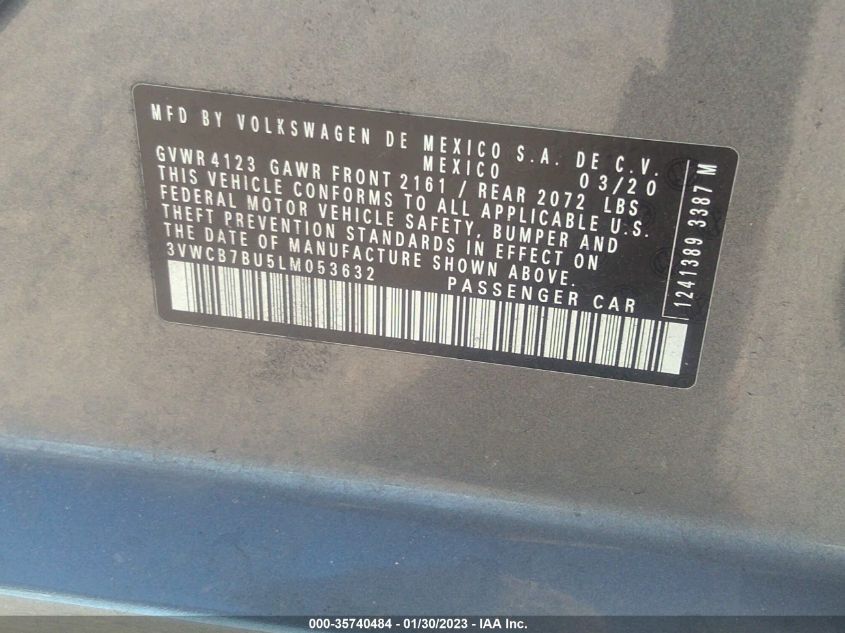 MFD BY VOLKSWAGEN DE MEXICO S.A. DE C.V.
MEXICO 03/20
GVWR 4123 GAWR FRONT 2161 / REAR 2072 LBS
THIS VEHICLE CONFORMS TO ALL APPLICABLE U.S.
FEDERAL MOTOR VEHICLE SAFETY, BUMPER AND
THEFT PREVENTION STANDARDS IN EFFECT ON
THE DATE OF MANUFACTURE SHOWN ABOVE.
3VWCB7BU5LM053632 PASSENGER CAR
1241389 3387 M
000-35740484 - 01/30/2023 - IAA Inc.